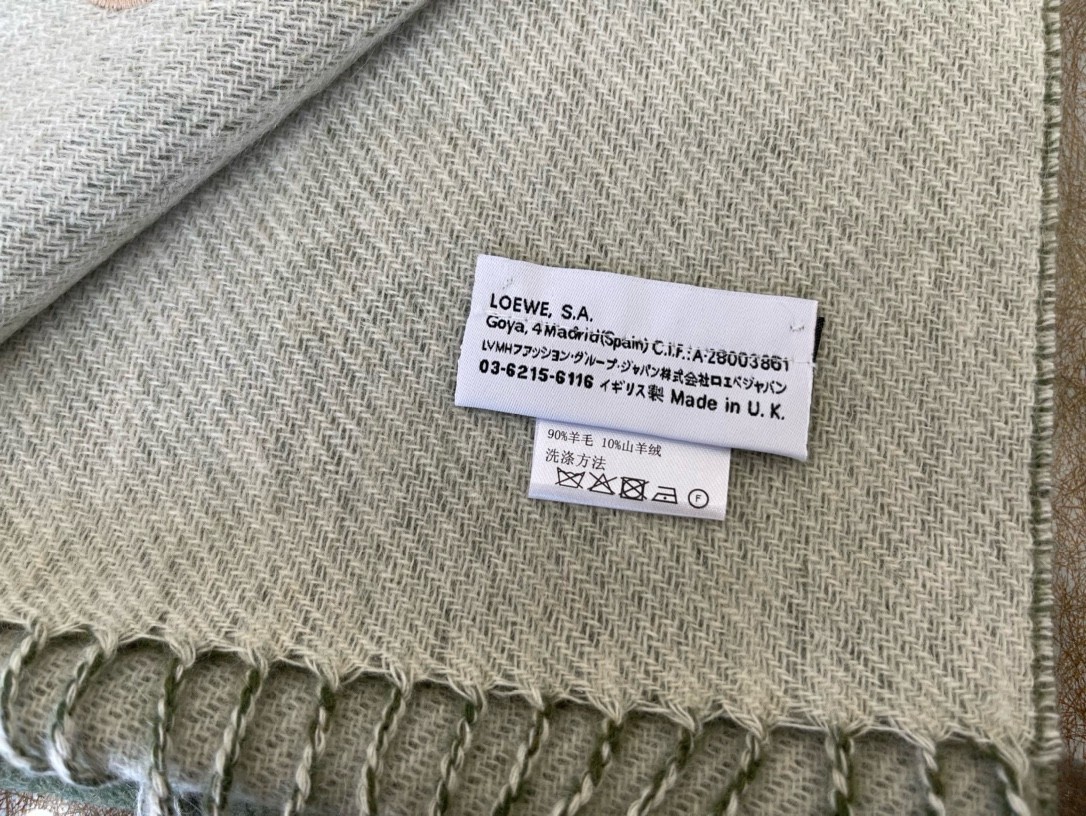 LOEWE, S.A.
Goya, 4 Madrid(Spain) C.I.F.:A-28003861
LVMHファッション・グループ・ジャパン株式会社ロエベジャパン
03-6215-6116 イギリス製 Made in U. K.
90%羊毛 10%山羊绒
洗涤方法
F